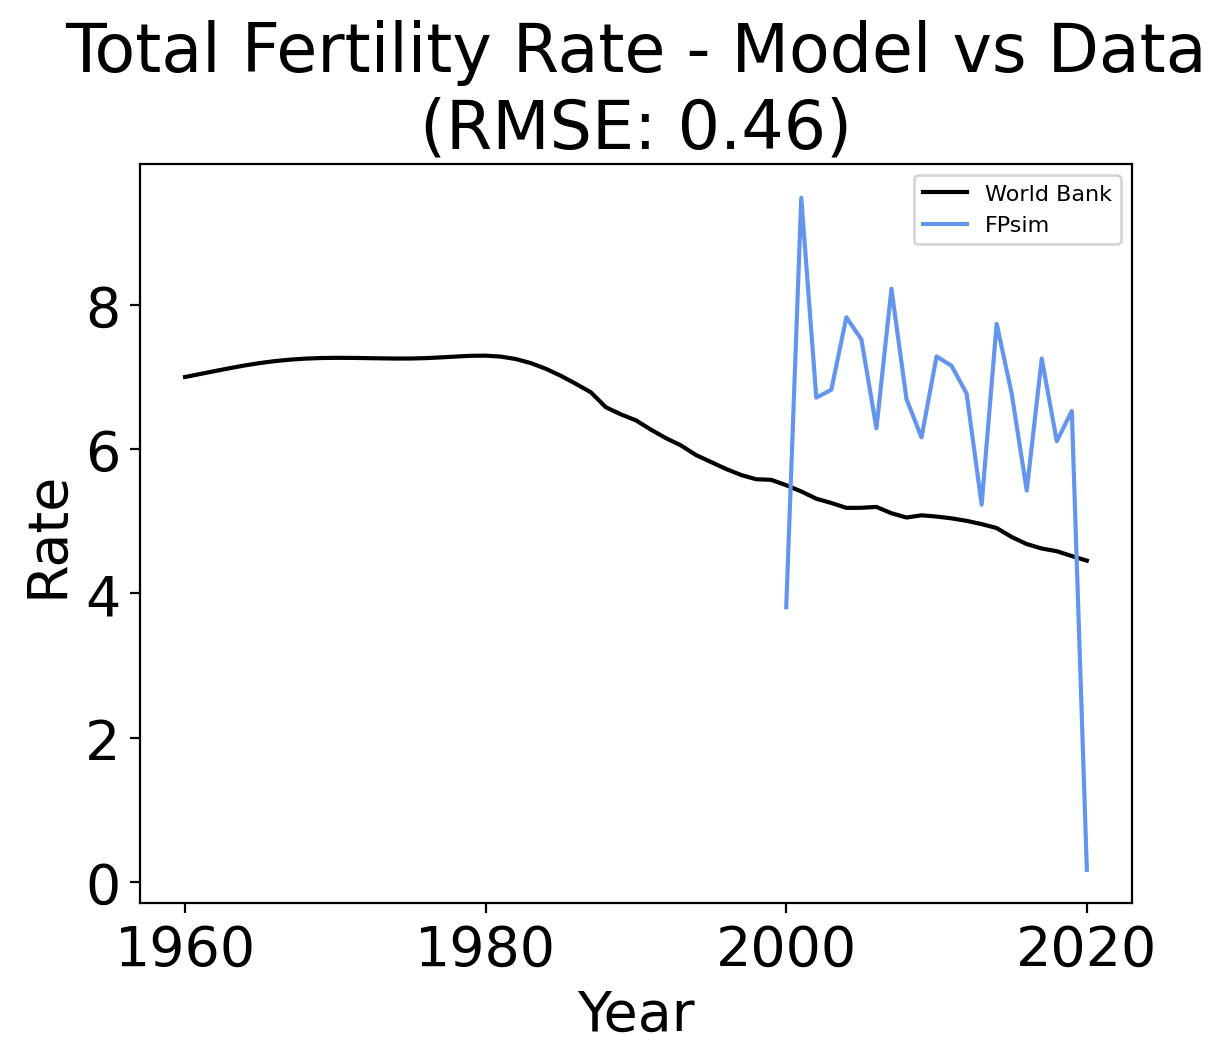 Total Fertility Rate - Model vs Data
(RMSE: 0.46)
World Bank
FPsim
8
6
4
2
0
Rate
1960 1980 2000 2020
Year